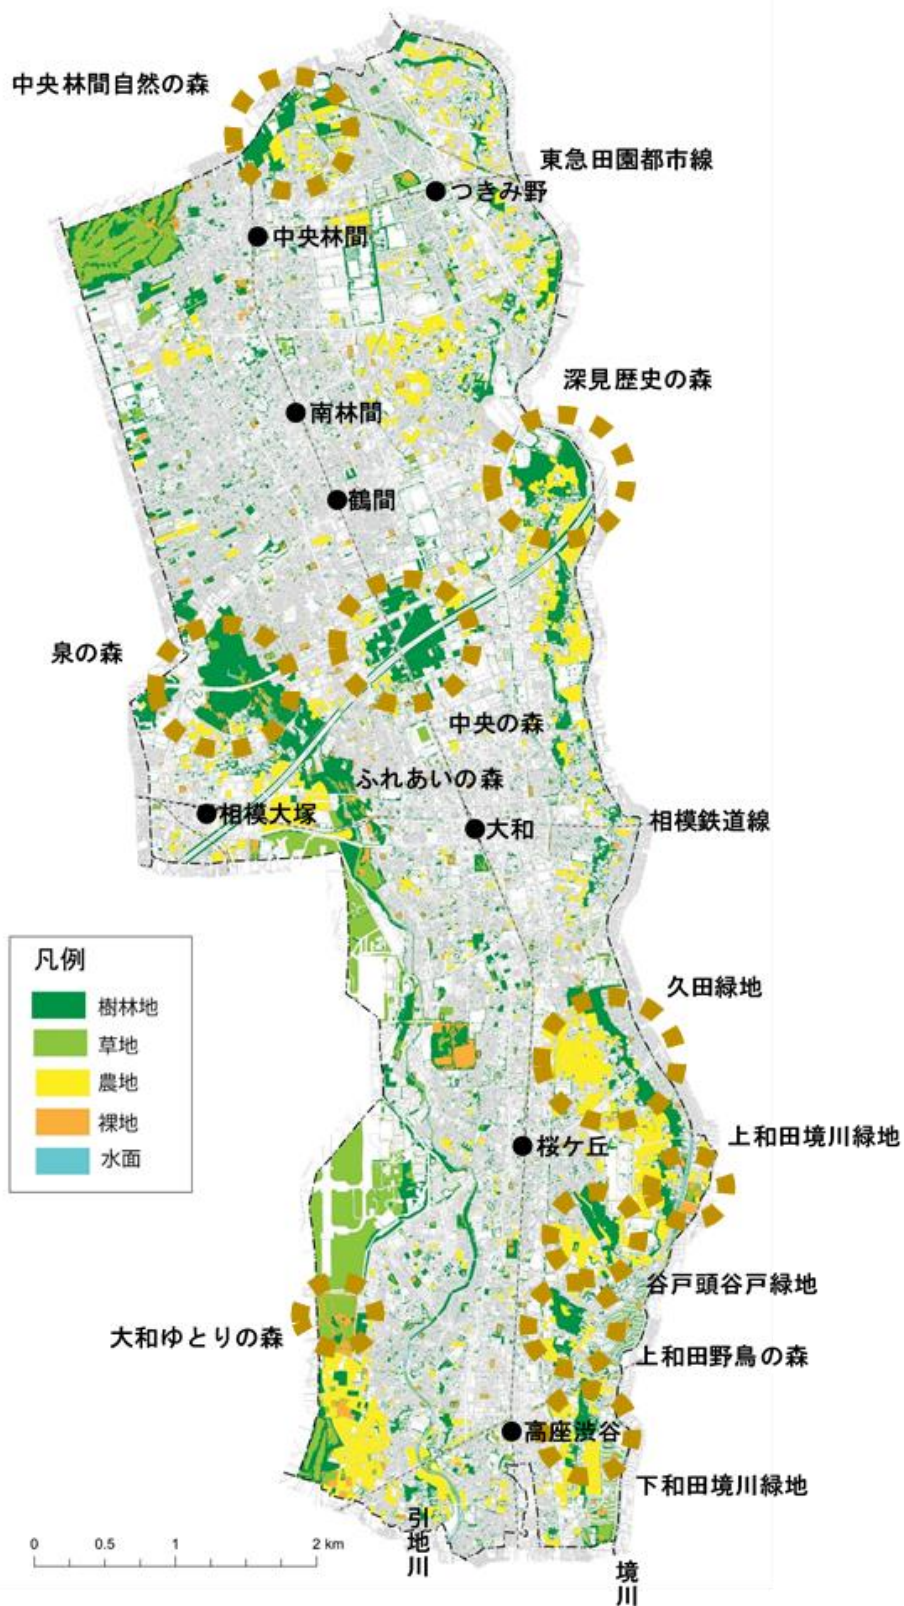 中央林間自然の森
東急田園都市線
つきみ野
中央林間
深見歴史の森
南林間
鶴間
泉の森
中央の森
ふれあいの森
相模大塚
大和
相模鉄道線
凡例
樹林地
草地
農地
裸地
水面
久田緑地
上和田境川緑地
桜ケ丘
谷戸頭谷戸緑地
大和ゆとりの森
上和田野鳥の森
高座渋谷
下和田境川緑地
引地川
境川
0 0.5 1 2 km